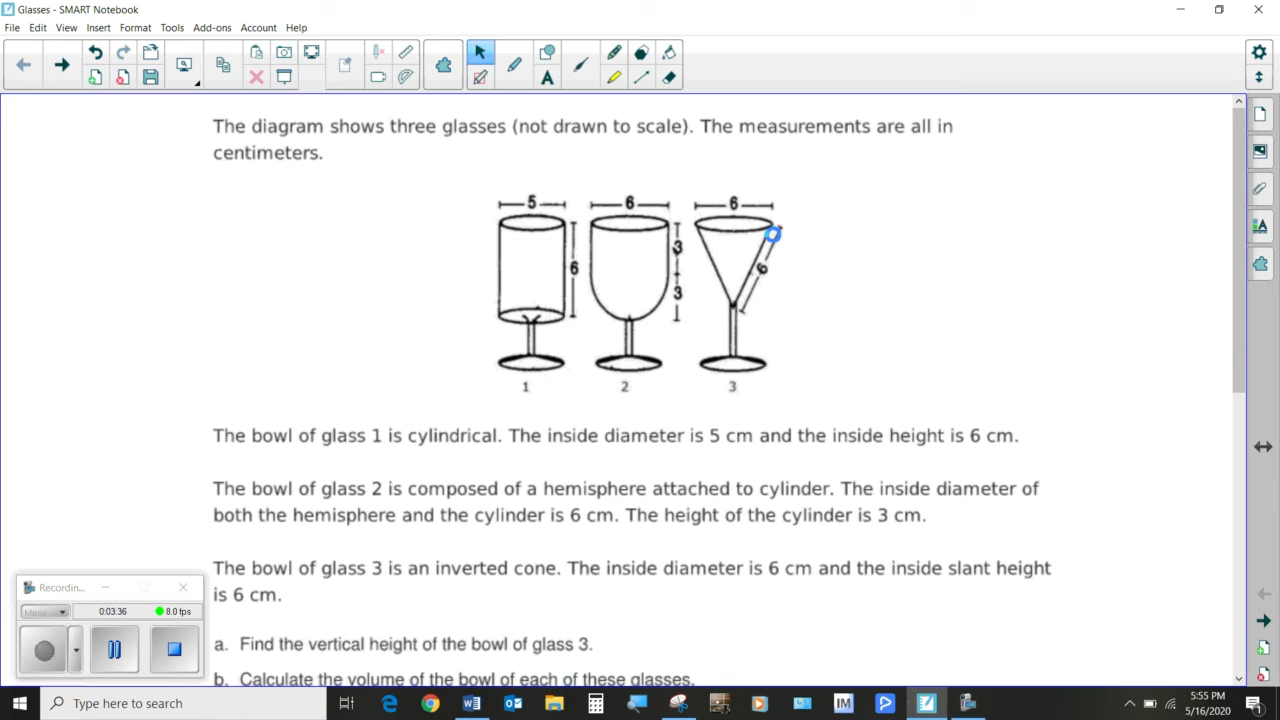 Glasses - SMART Notebook
File Edit View Insert Format Tools Add-ons Account Help
The diagram shows three glasses (not drawn to scale). The measurements are all in
centimeters.
5 6 6
6 3 3 6
1 2 3
The bowl of glass 1 is cylindrical. The inside diameter is 5 cm and the inside height is 6 cm.
The bowl of glass 2 is composed of a hemisphere attached to cylinder. The inside diameter of
both the hemisphere and the cylinder is 6 cm. The height of the cylinder is 3 cm.
The bowl of glass 3 is an inverted cone. The inside diameter is 6 cm and the inside slant height
is 6 cm.
a. Find the vertical height of the bowl of glass 3.
b. Calculate the volume of the bowl of each of these glasses.
Recordin...
Menu 0:03:36 8.0 fps
Type here to search
IM
5:55 PM
5/16/2020
1